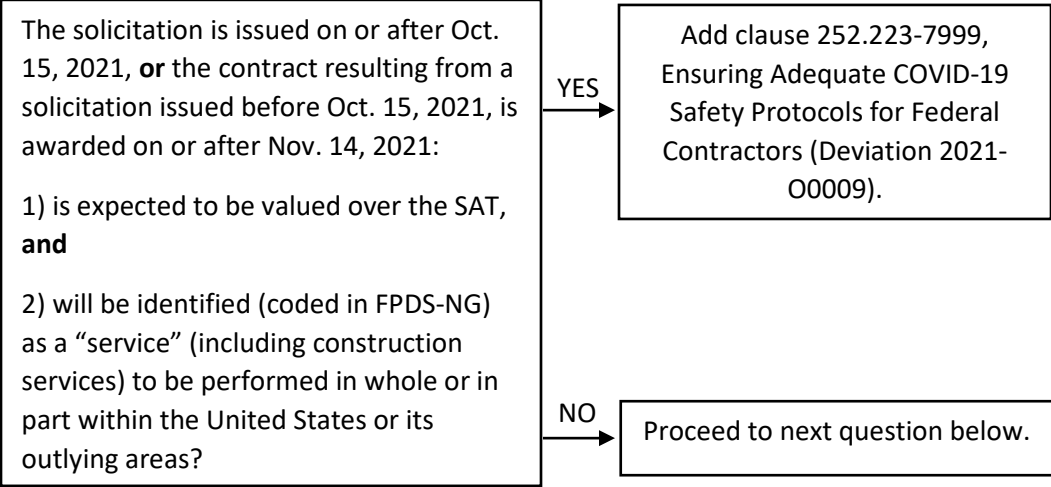 The solicitation is issued on or after Oct.
15, 2021, or the contract resulting from a
solicitation issued before Oct. 15, 2021, is
awarded on or after Nov. 14, 2021:
1) is expected to be valued over the SAT,
and
2) will be identified (coded in FPDS-NG)
as a “service” (including construction
services) to be performed in whole or in
part within the United States or its
outlying areas?
YES
Add clause 252.223-7999,
Ensuring Adequate COVID-19
Safety Protocols for Federal
Contractors (Deviation 2021-
O0009).
NO
Proceed to next question below.